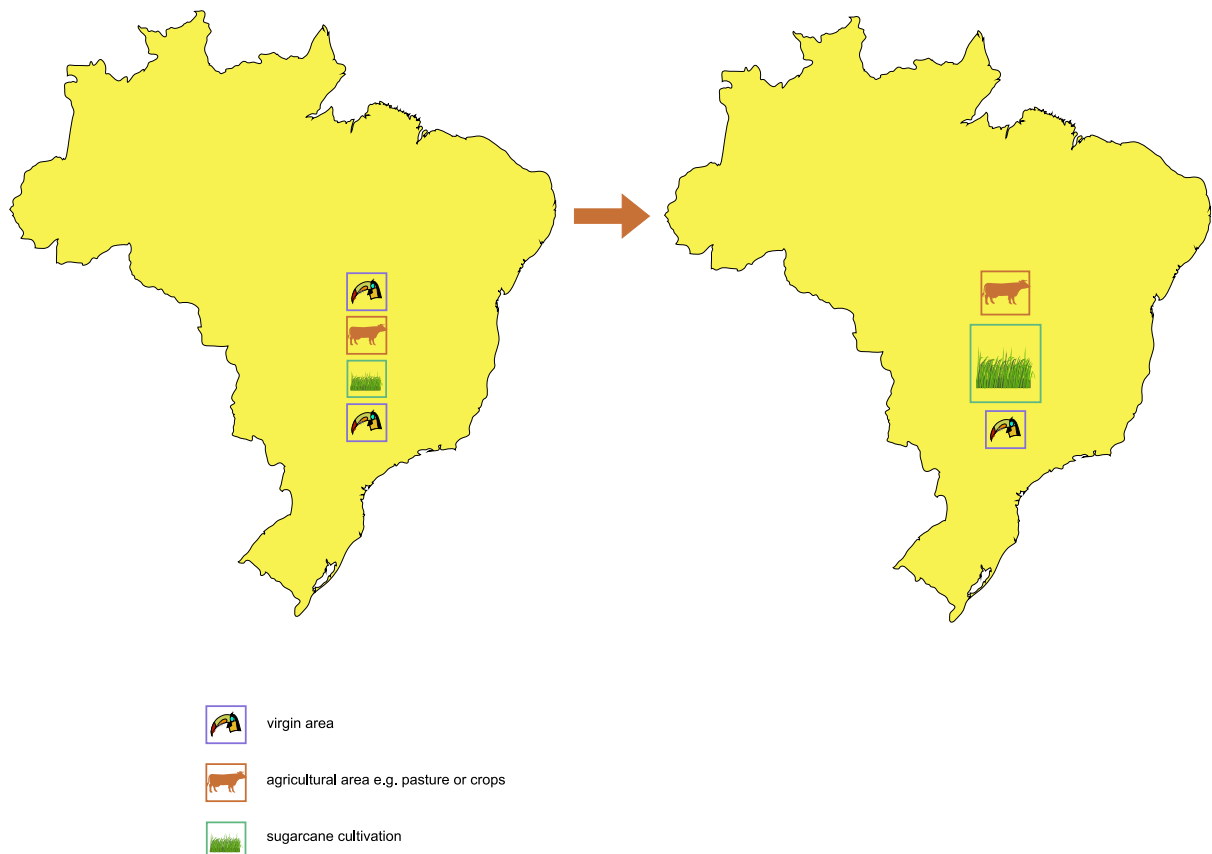 virgin area
agricultural area e.g. pasture or crops
sugarcane cultivation